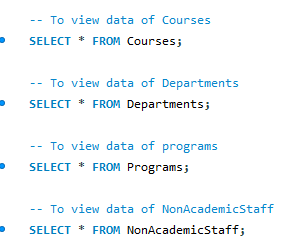 -- To view data of Courses
SELECT * FROM Courses;
-- To view data of Departments
SELECT * FROM Departments;
-- To view data of programs
SELECT * FROM Programs;
-- To view data of NonAcademicStaff
SELECT * FROM NonAcademicStaff;